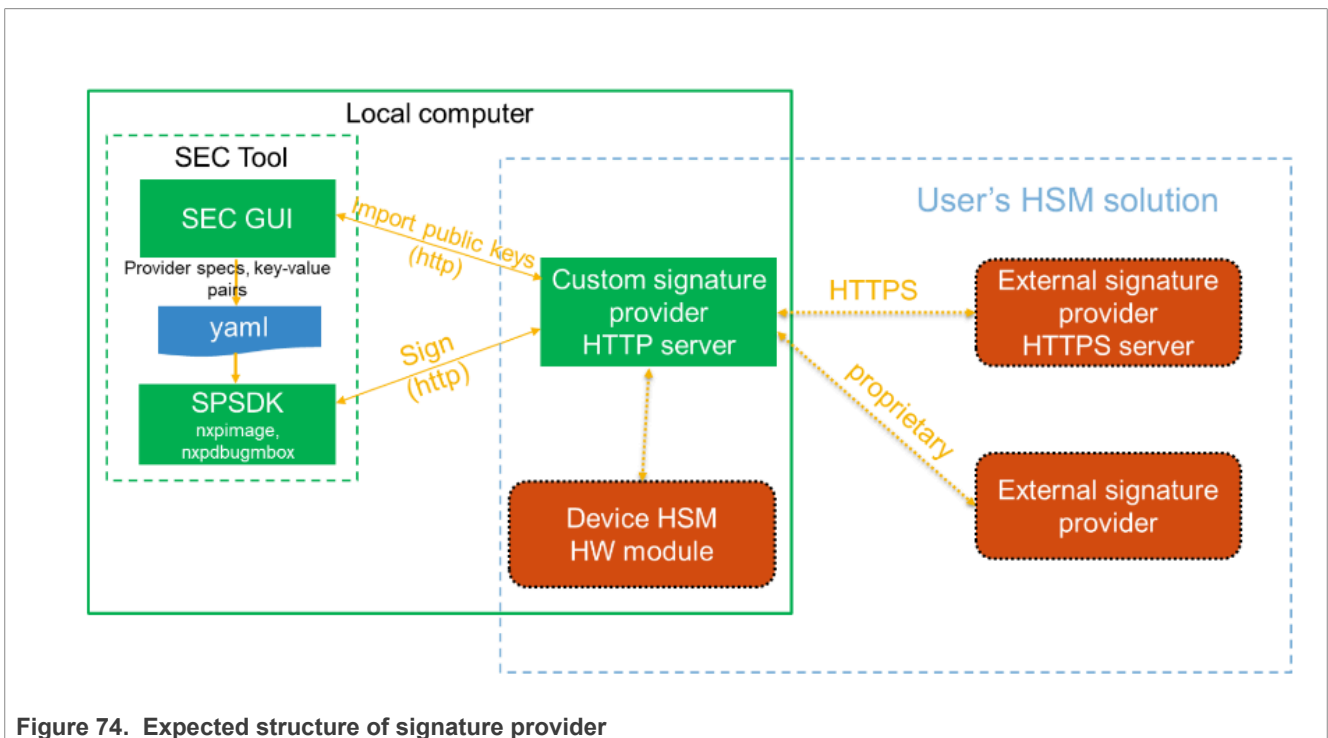 Local computer
SEC Tool
SEC GUI
Provider specs, key-value
pairs
yaml
SPSDK
nxpimage,
nxpdbugmbox
Import public keys
(http)
Sign
(http)
User's HSM solution
Custom signature
provider
HTTP server
HTTPS
External signature
provider
HTTPS server
proprietary
Device HSM
HW module
External signature
provider
Figure 74. Expected structure of signature provider